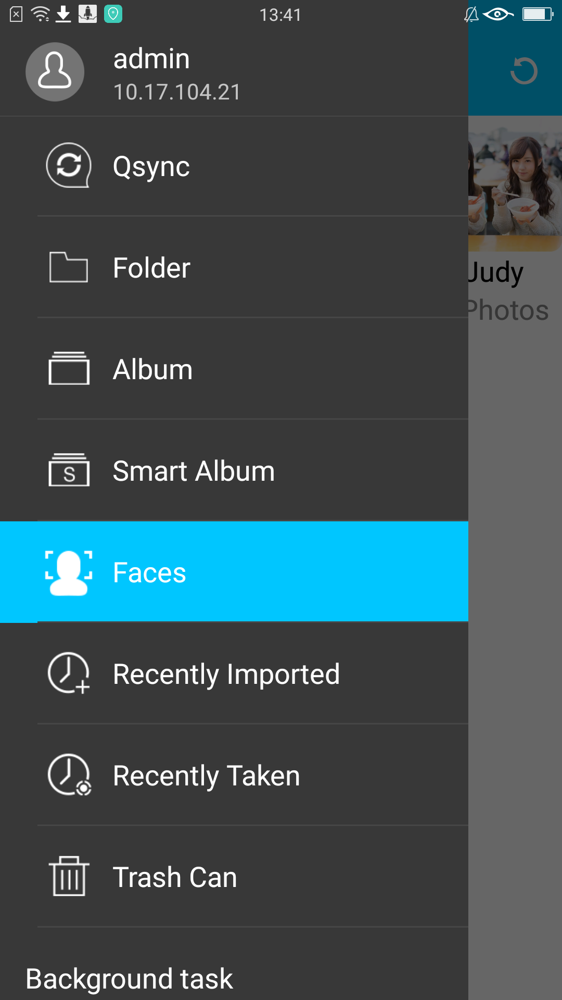 13:41
admin
10.17.104.21
Qsync
Folder
Judy
Photos
Album
Smart Album
S
Faces
Recently Imported
Recently Taken
Trash Can
Background task